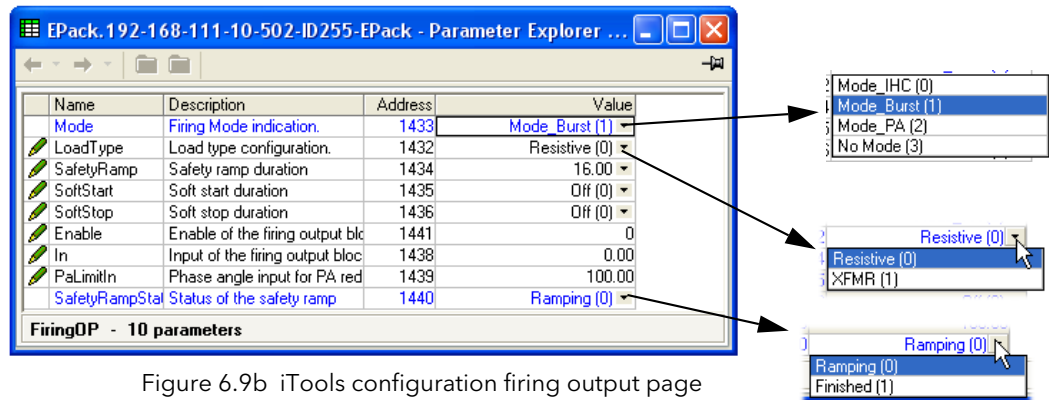 EPack.192-168-111-10-502-ID255-EPack - Parameter Explorer ...
Name Description Address Value
Mode Firing Mode indication. 1433 Mode_Burst (1)
LoadType Load type configuration. 1432 Resistive (0)
SafetyRamp Safety ramp duration 1434 16.00
SoftStart Soft start duration 1435 Off (0)
SoftStop Soft stop duration 1436 Off (0)
Enable Enable of the firing output blo 1441 0
In Input of the firing output bloc 1438 0.00
PaLimitIn Phase angle input for PA red 1439 100.00
SafetyRampStat Status of the safety ramp 1440 Ramping (0)
FiringOP - 10 parameters
Mode_IHC (0)
Mode_Burst (1)
Mode_PA (2)
No Mode (3)
Resistive (0)
Resistive (0)
XFMR (1)
Ramping (0)
Ramping (0)
Finished (1)
Figure 6.9b iTools configuration firing output page